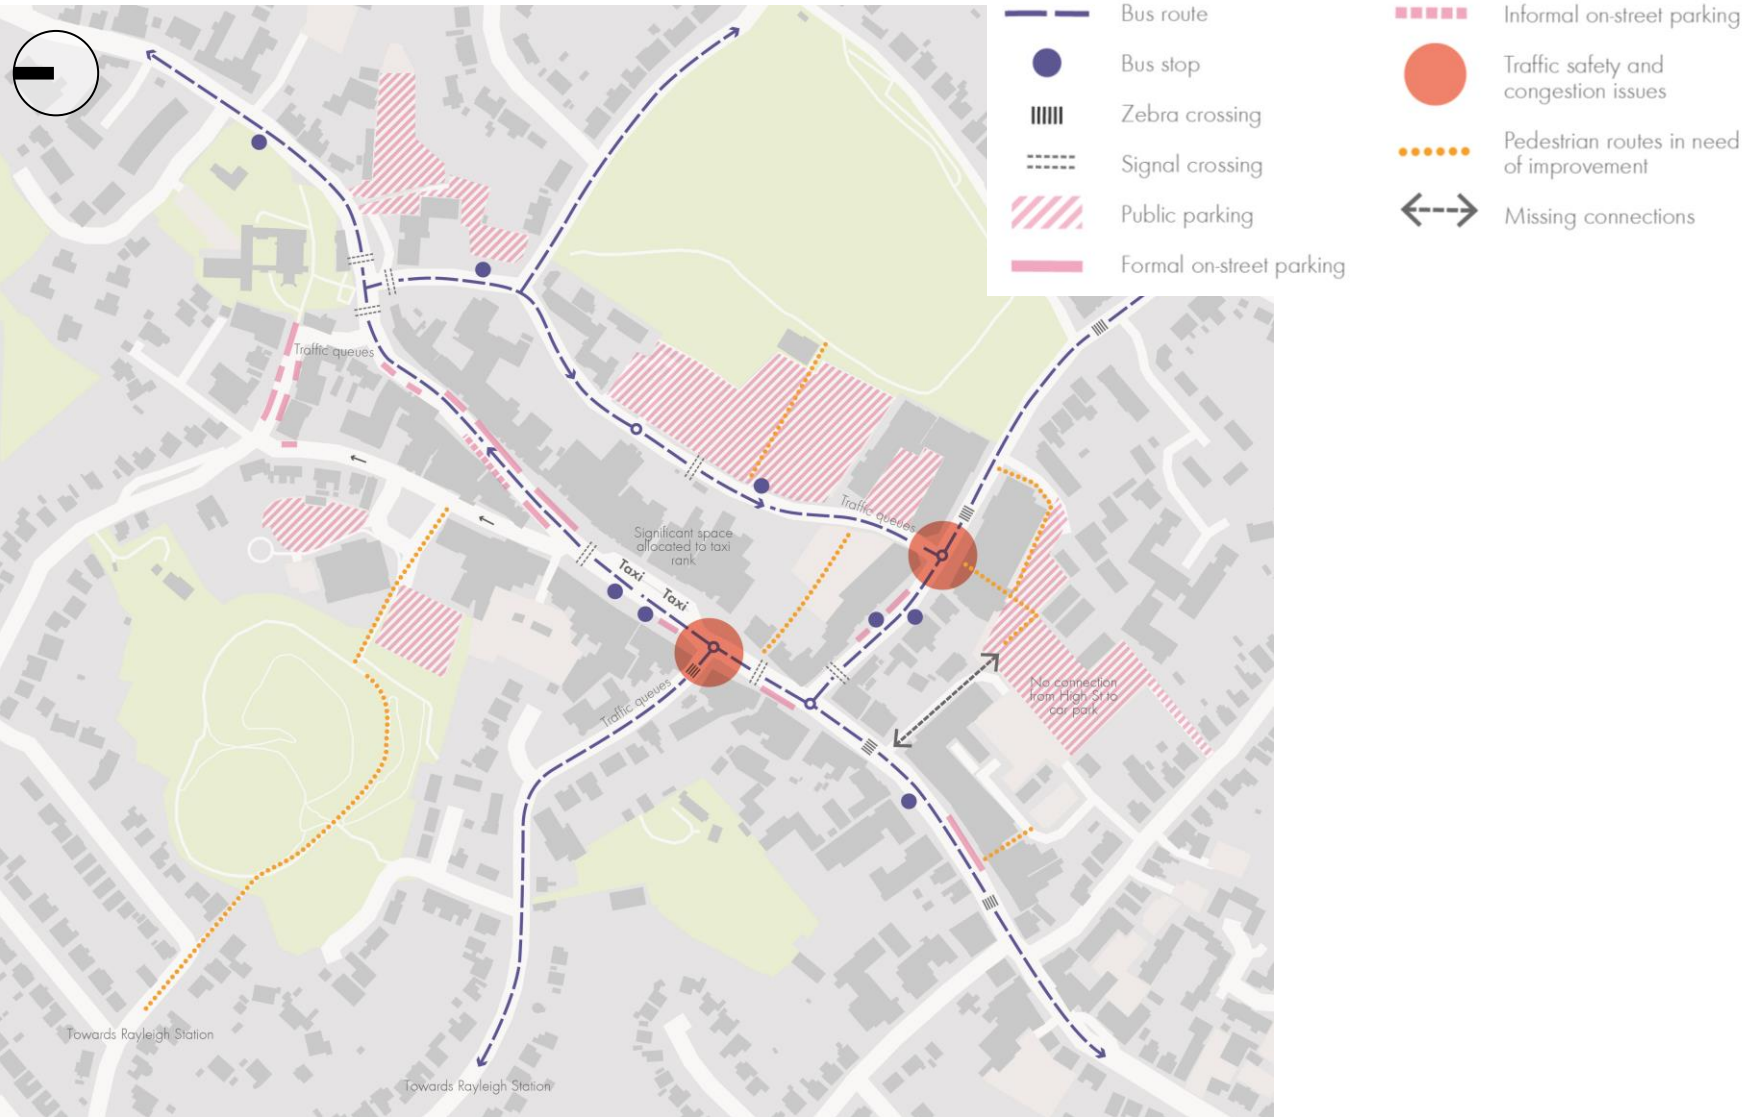 Bus route
Bus stop
Zebra crossing
Signal crossing
Public parking
Formal on-street parking
Informal on-street parking
Traffic safety and
congestion issues
Pedestrian routes in need
of improvement
Missing connections
Traffic queues
Traffic queues
Significant space
allocated to taxi
rank
Taxi
Taxi
Traffic queues
No connection
from High St to
car park
Towards Rayleigh Station
Towards Rayleigh Station